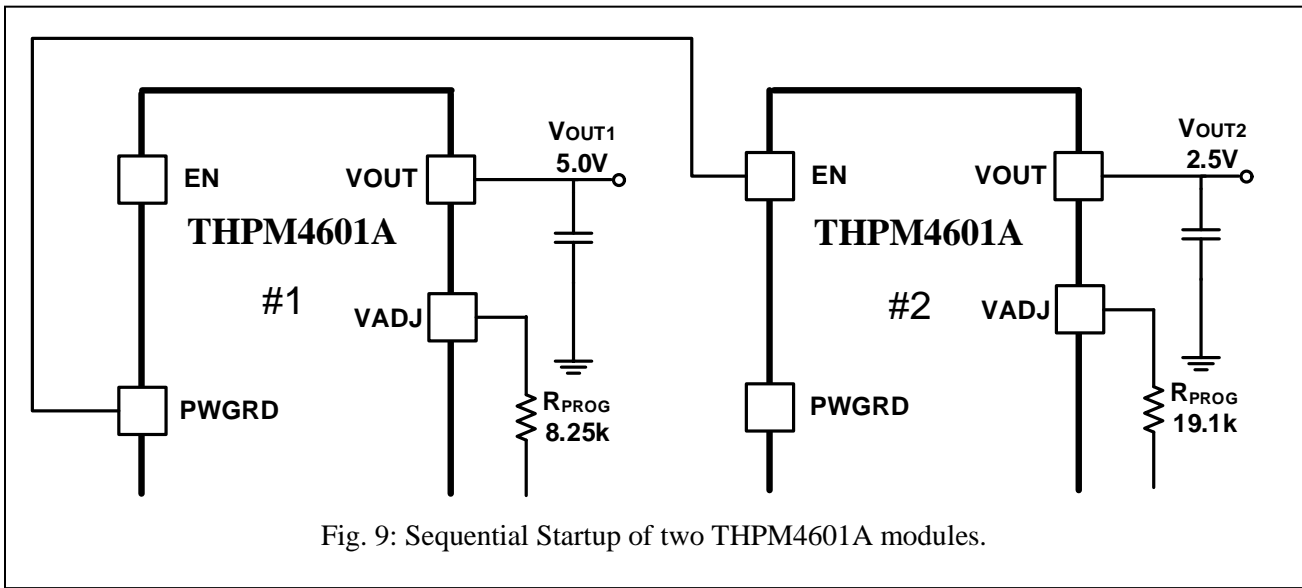 VOUT1
5.0V
EN
VOUT
THPM4601A
#1
VADJ
PWGRD
RPROG
8.25k
VOUT2
2.5V
EN
VOUT
THPM4601A
#2
VADJ
PWGRD
RPROG
19.1k
Fig. 9: Sequential Startup of two THPM4601A modules.